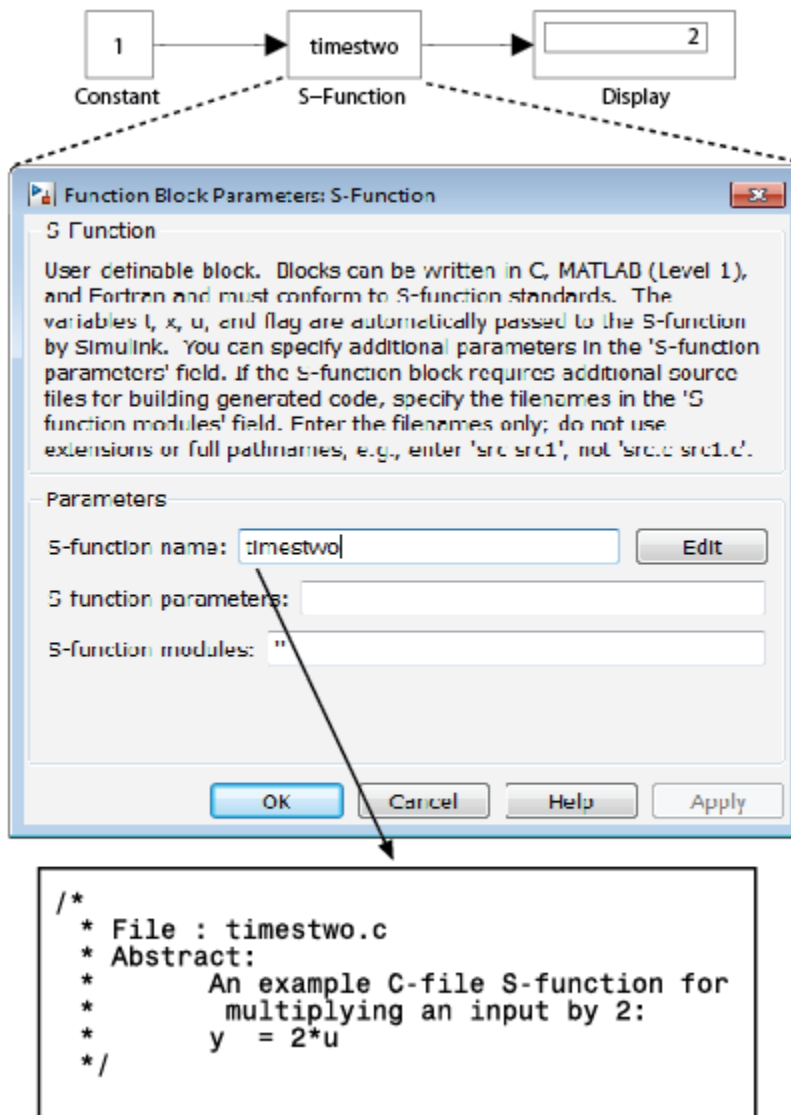 1
timestwo
2
Constant
S-Function
Display
Function Block Parameters: S-Function
S Function
User definable block. Blocks can be written in C, MATLAB (Level 1),
and Fortran and must conform to S-function standards. The
variables t, x, u, and flag are automatically passed to the S-function
by Simulink. You can specify additional parameters in the 'S-function
parameters' field. If the S-function block requires additional source
files for building generated code, specify the filenames in the 'S
function modules' field. Enter the filenames only; do not use
extensions or full pathnames, e.g., enter 'src src1', not 'src.c src1.c'.
Parameters
S-function name: timestwo Edit
S function parameters:
S-function modules: ''
OK Cancel Help Apply
/*
* File : timestwo.c
* Abstract:
* An example C-file S-function for
* multiplying an input by 2:
* y = 2*u
*/